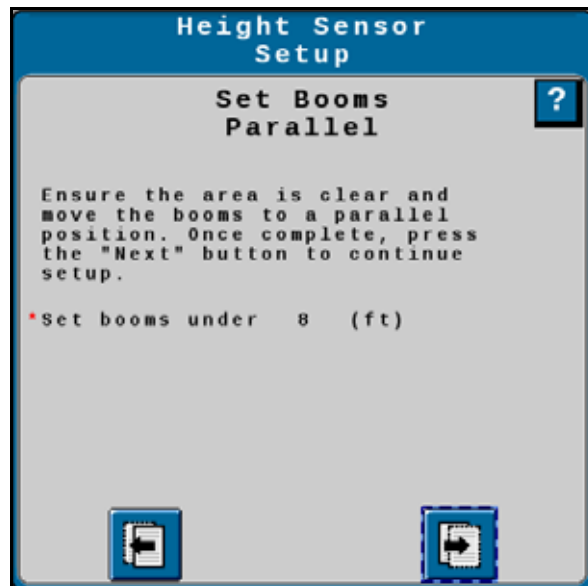 Height Sensor
Setup
Set Booms
Parallel
?
Ensure the area is clear and
move the booms to a parallel
position. Once complete, press
the "Next" button to continue
setup.
*Set booms under 8 (ft)